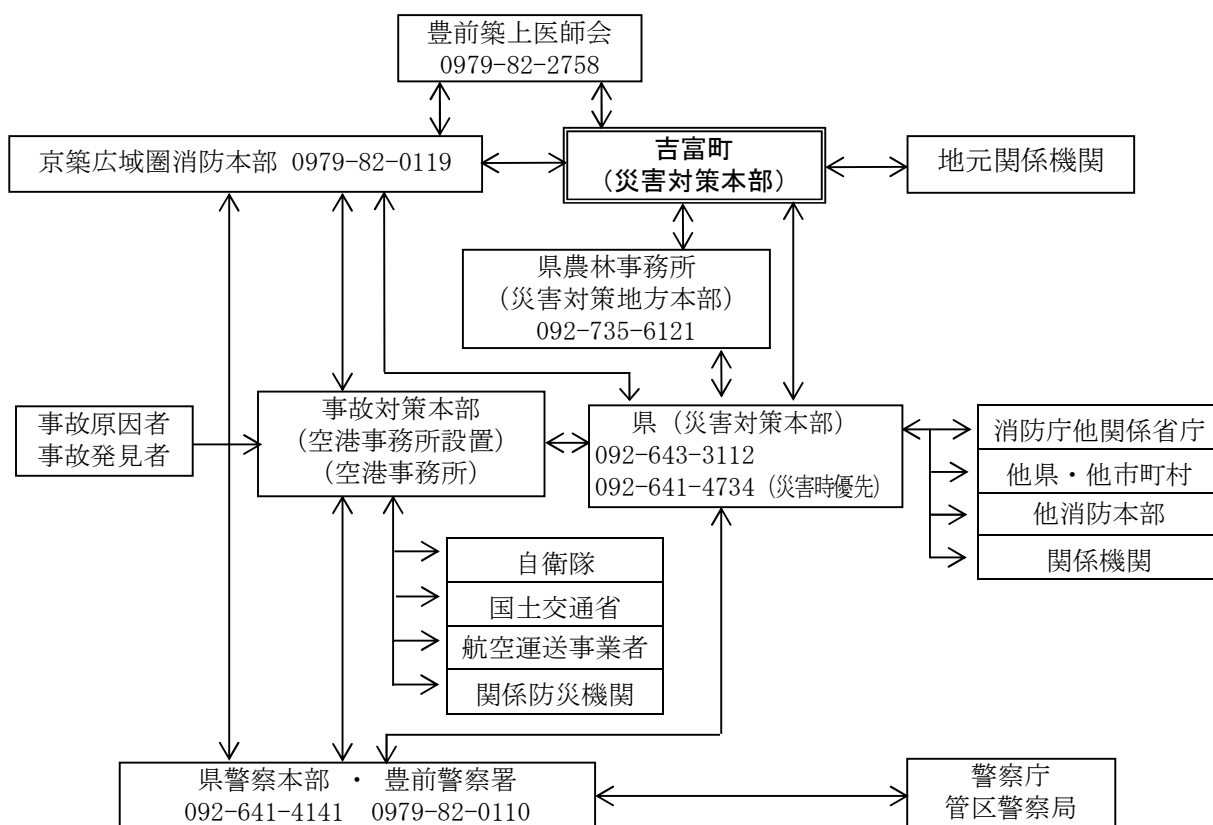 豊前築上医師会
0979-82-2758
京築広域圏消防本部 0979-82-0119
吉富町
(災害対策本部)
地元関係機関
県農林事務所
(災害対策地方本部)
092-735-6121
事故原因者
事故発見者
事故対策本部
(空港事務所設置)
(空港事務所)
県 (災害対策本部)
092-643-3112
092-641-4734 (災害時優先)
消防庁他関係省庁
他県・他市町村
他消防本部
関係機関
自衛隊
国土交通省
航空運送事業者
関係防災機関
県警察本部 ・ 豊前警察署
092-641-4141 0979-82-0110
警察庁
管区警察局